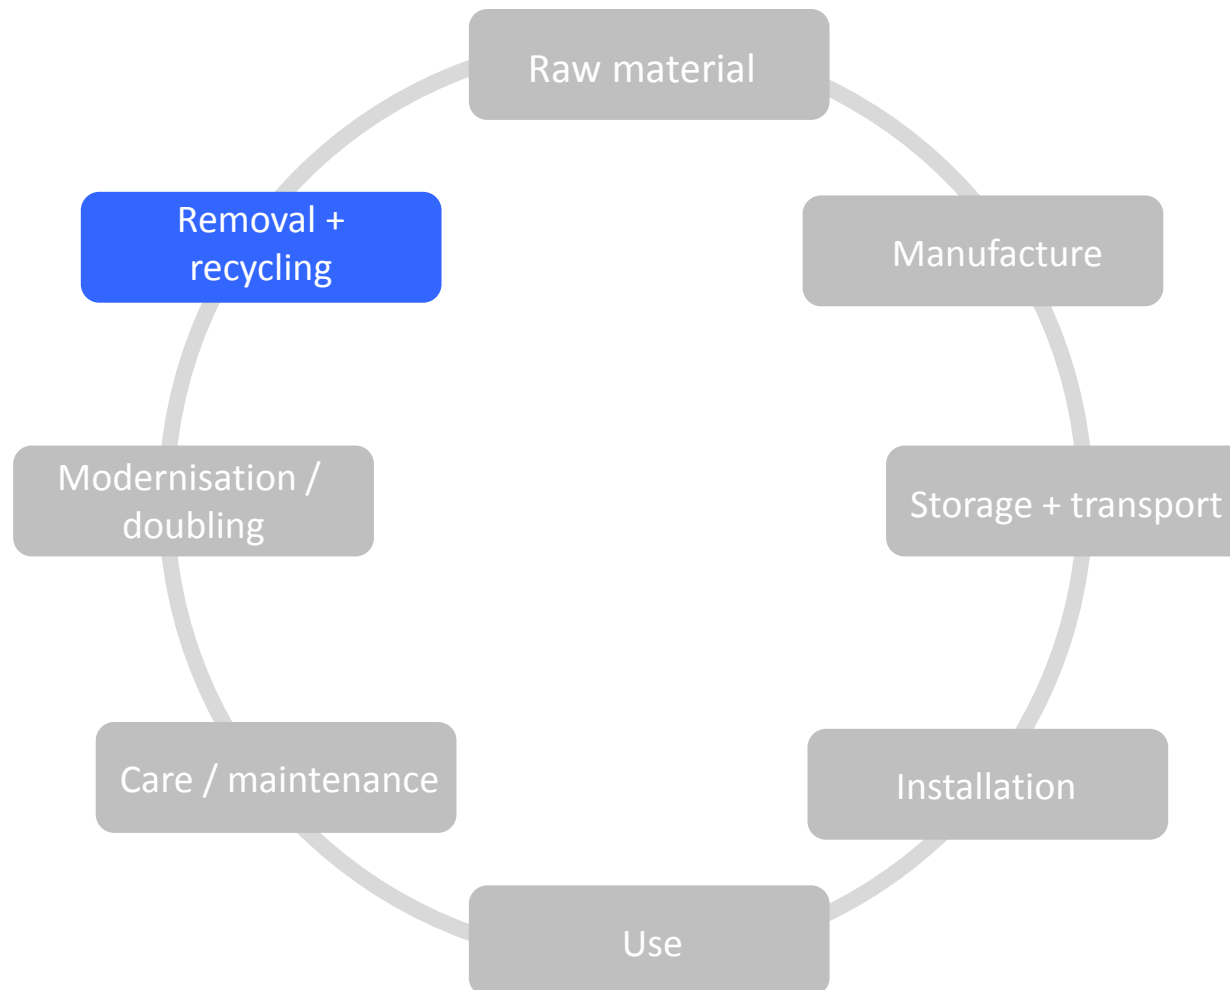 Raw material
Manufacture
Storage + transport
Installation
Use
Care / maintenance
Modernisation /
doubling
Removal +
recycling